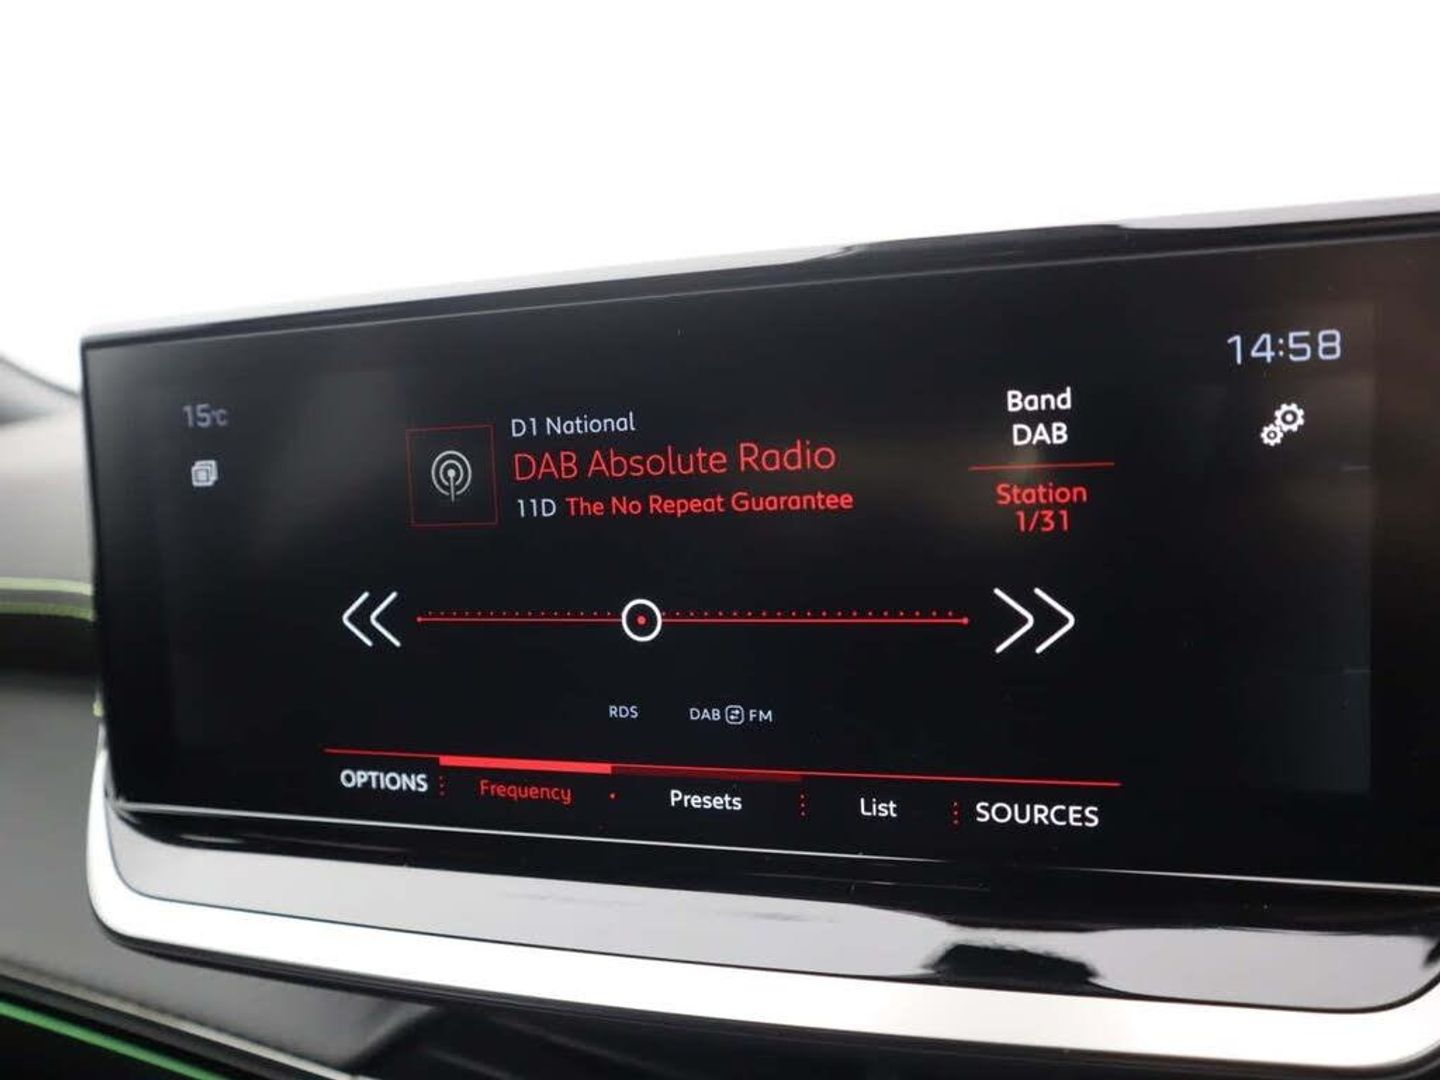 14:58
15°C
D1 National
DAB Absolute Radio
11D The No Repeat Guarantee
Band
DAB
Station
1/31
RDS
DAB FM
OPTIONS
Frequency
Presets
List
SOURCES